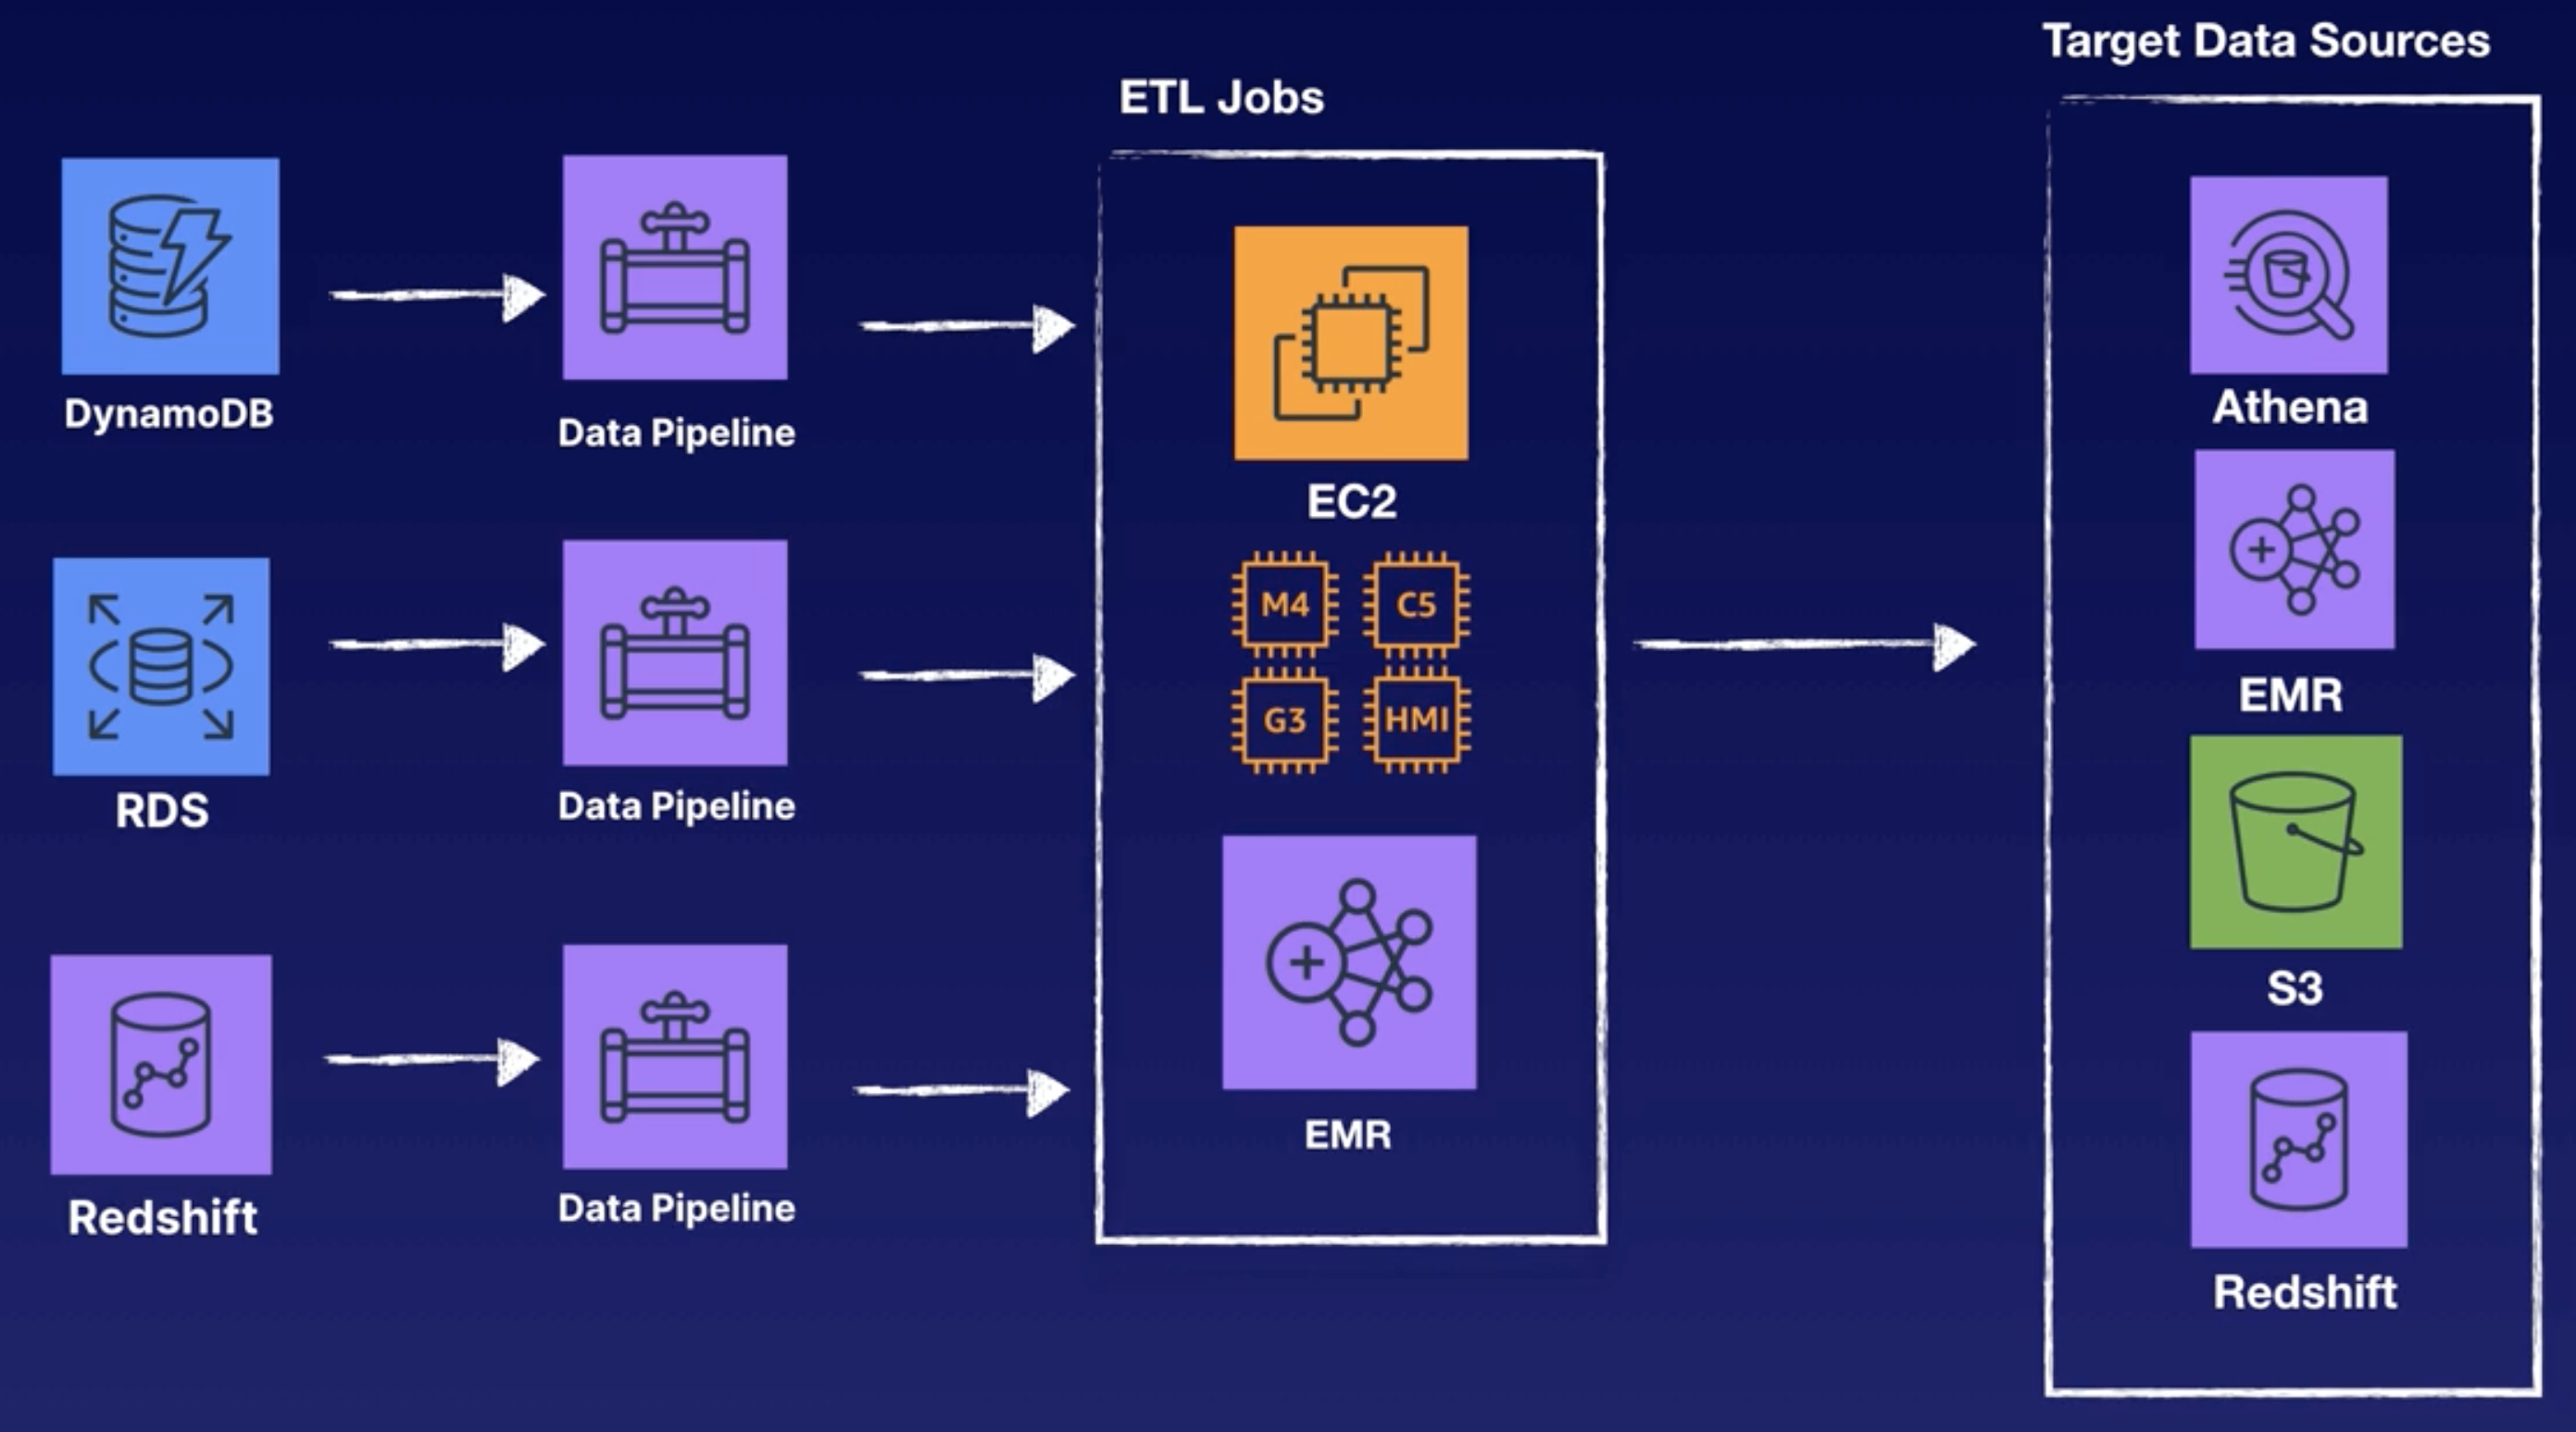 Target Data Sources
ETL Jobs
DynamoDB
Data Pipeline
EC2
Athena
M4
C5
G3
HMI
RDS
Data Pipeline
EMR
S3
Redshift
Data Pipeline
EMR
Redshift